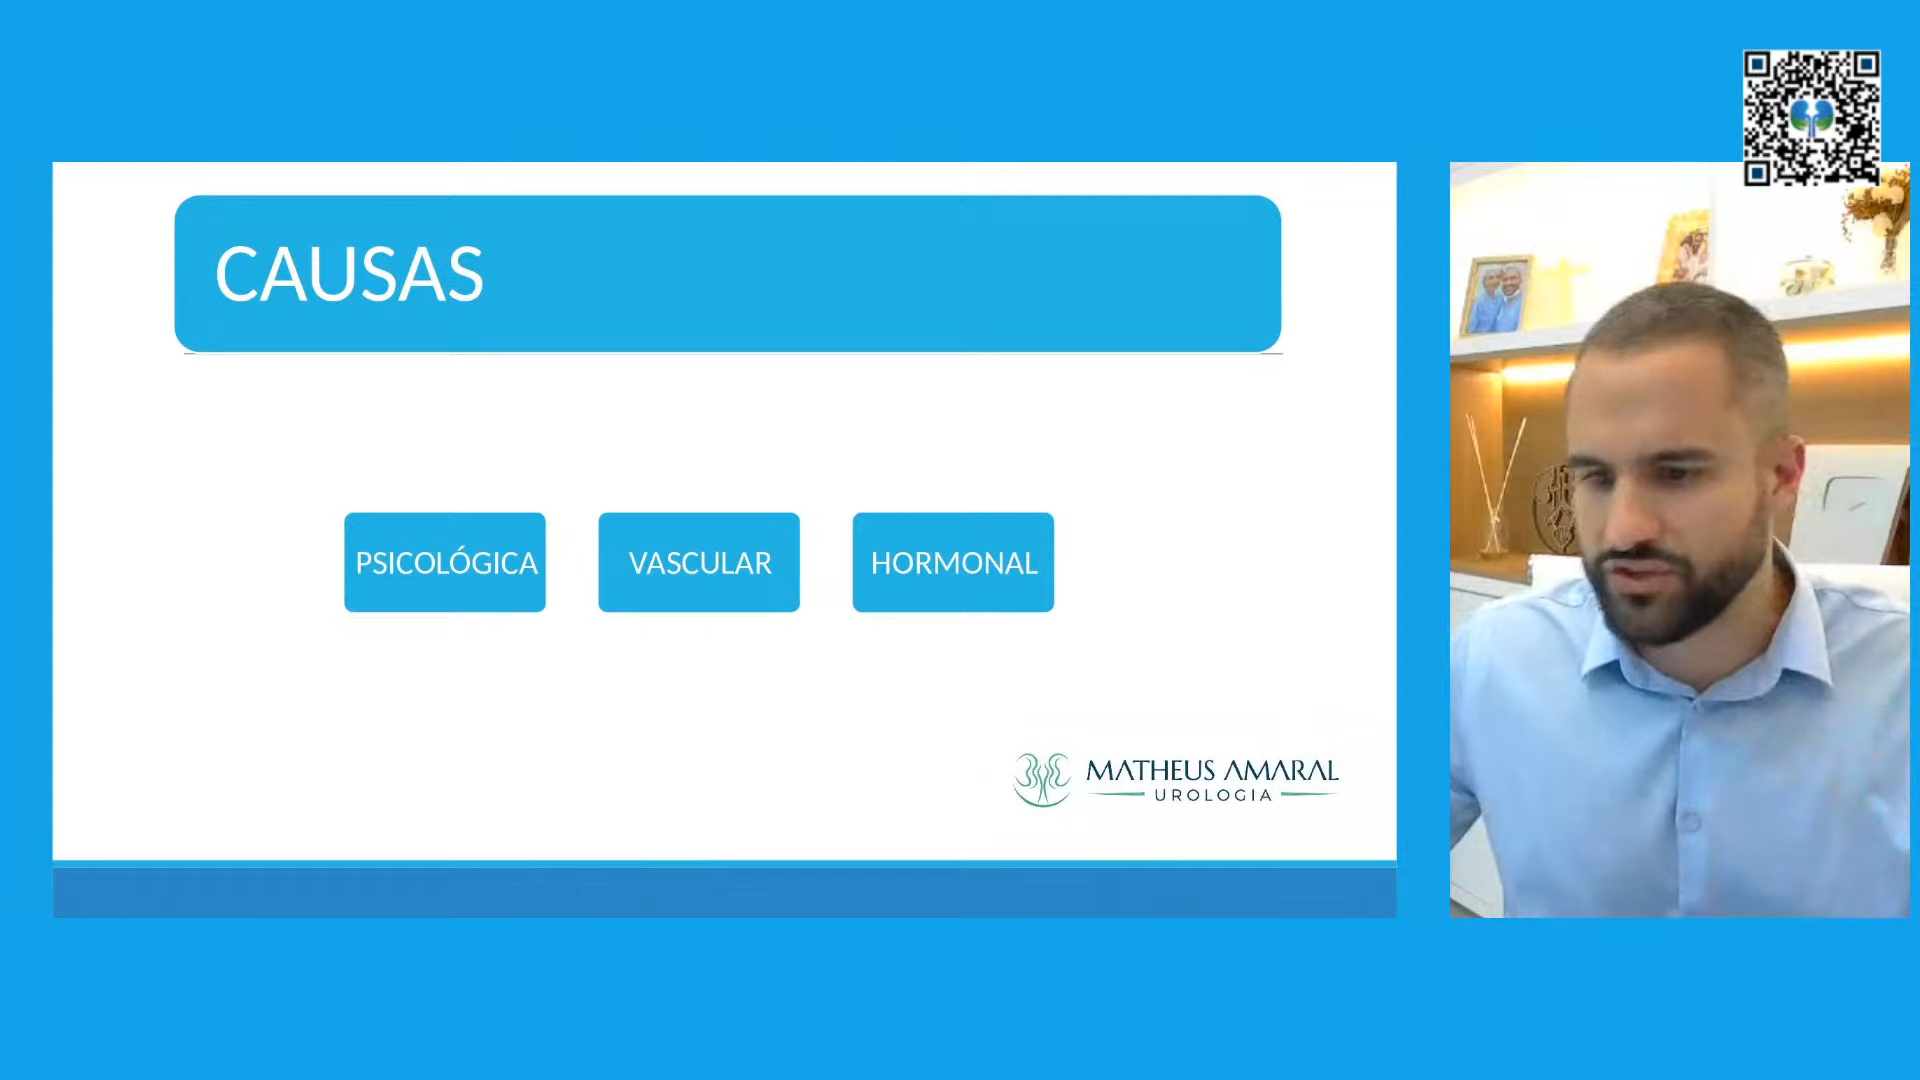 CAUSAS
PSICOLÓGICA
VASCULAR
HORMONAL
MATHEUS AMARAL
UROLOGIA